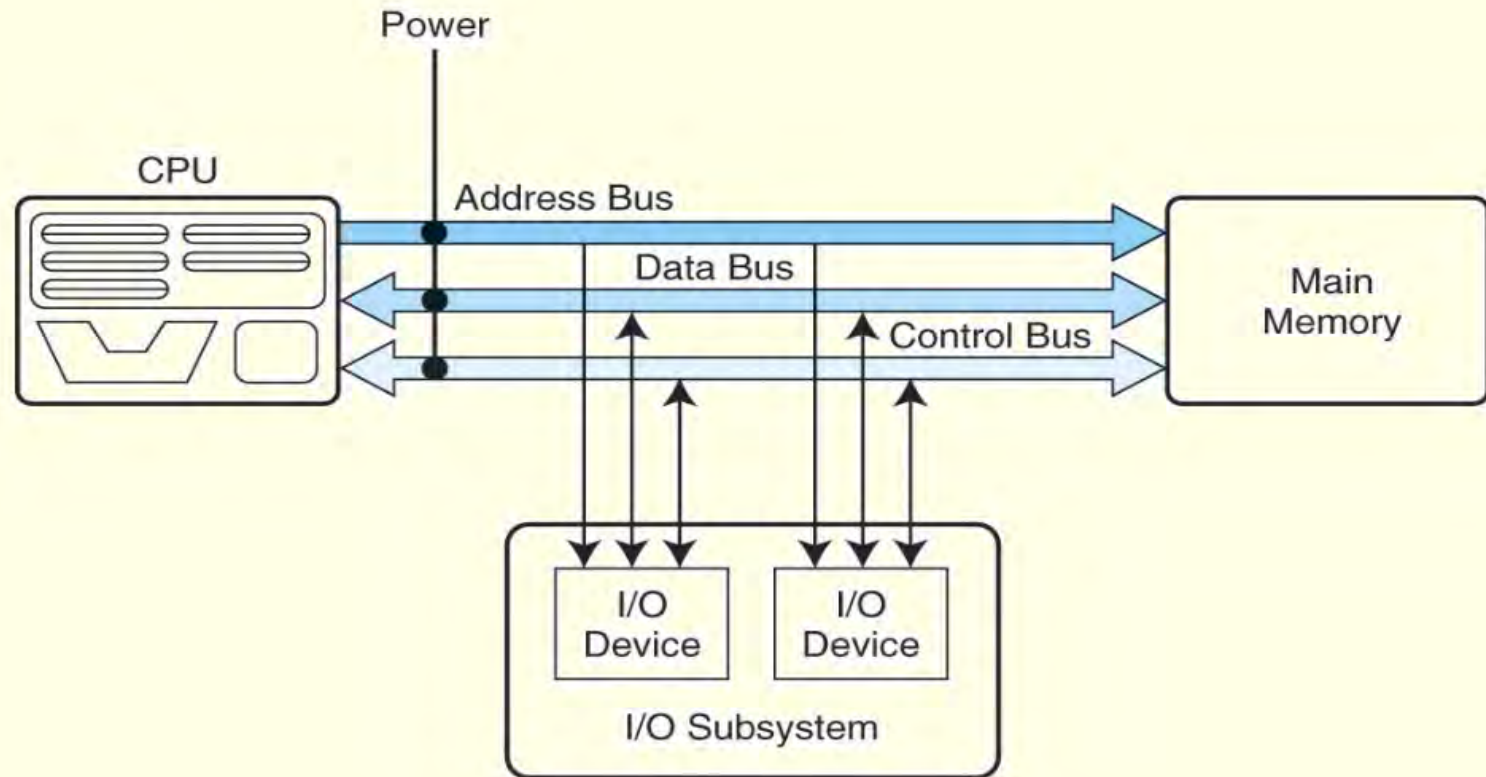 Power
CPU
Address Bus
Data Bus
Control Bus
Main
Memory
I/O
Device
I/O
Device
I/O Subsystem